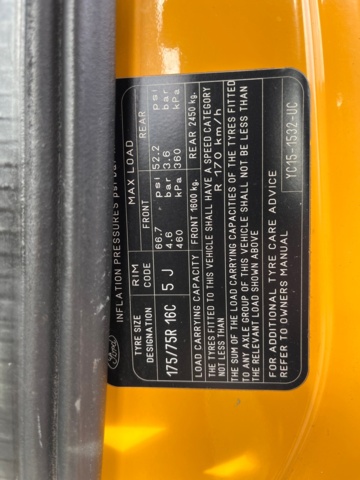 Ford
INFLATION PRESSURES psi/ba
TYRE SIZE DESIGNATION RIM CODE MAX LOAD
FRONT REAR
175/75R 16C 5 J 66,7 psi 52,2 psi
4,6 bar 3,6 bar
460 kPa 360 kPa
LOAD CARRYING CAPACITY FRONT 1600 kg. REAR 2450 kg.
THE TYRES FITTED TO THIS VEHICLE SHALL HAVE A SPEED CATEGORY
NOT LESS THAN R 170 km/h
THE SUM OF THE LOAD CARRYING CAPACITIES OF THE TYRES FITTED
TO ANY AXLE GROUP OF THIS VEHICLE SHALL NOT BE LESS THAN
THE RELEVANT LOAD SHOWN ABOVE
FOR ADDITIONAL TYRE CARE ADVICE
REFER TO OWNERS MANUAL
YC15-1532-UC